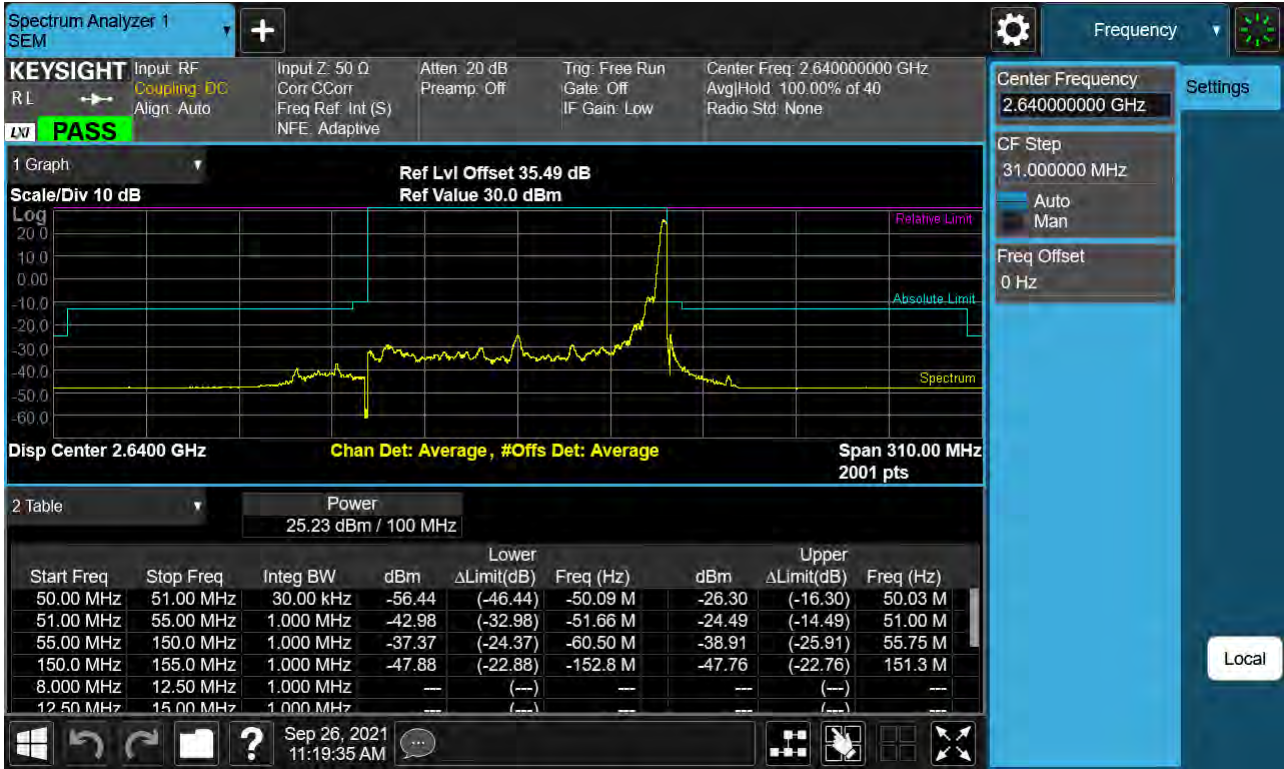 Spectrum Analyzer 1
SEM
Frequency
KEYSIGHT
Input: RF
Input Z: 50 Ω
Atten: 20 dB
Trig: Free Run
Center Freq: 2.640000000 GHz
RL
Coupling: DC
Corr CCorr
Preamp: Off
Gate: Off
Avg|Hold: 100.00% of 40
Align: Auto
Freq Ref: Int (S)
IF Gain: Low
Radio Std: None
NFE: Adaptive
LXI
PASS
Center Frequency
2.640000000 GHz
Settings
CF Step
31.000000 MHz
Auto
Man
Freq Offset
0 Hz
Local
1 Graph
Ref Lvl Offset 35.49 dB
Scale/Div 10 dB
Ref Value 30.0 dBm
Log
Relative Limit
20.0
10.0
0.00
-10.0
Absolute Limit
-20.0
-30.0
-40.0
Spectrum
-50.0
-60.0
Disp Center 2.6400 GHz
Chan Det: Average, #Offs Det: Average
Span 310.00 MHz
2001 pts
2 Table
Power
25.23 dBm / 100 MHz
Lower Upper
Start Freq Stop Freq Integ BW dBm ΔLimit(dB) Freq (Hz) dBm ΔLimit(dB) Freq (Hz)
50.00 MHz 51.00 MHz 30.00 kHz -56.44 (-46.44) -50.09 M -26.30 (-16.30) 50.03 M
51.00 MHz 55.00 MHz 1.000 MHz -42.98 (-32.98) -51.66 M -24.49 (-14.49) 51.00 M
55.00 MHz 150.0 MHz 1.000 MHz -37.37 (-24.37) -60.50 M -38.91 (-25.91) 55.75 M
150.0 MHz 155.0 MHz 1.000 MHz -47.88 (-22.88) -152.8 M -47.76 (-22.76) 151.3 M
8.000 MHz 12.50 MHz 1.000 MHz --- (---) --- --- (---) ---
12.50 MHz 15.00 MHz 1.000 MHz --- (---) --- --- (---) ---
Sep 26, 2021
11:19:35 AM